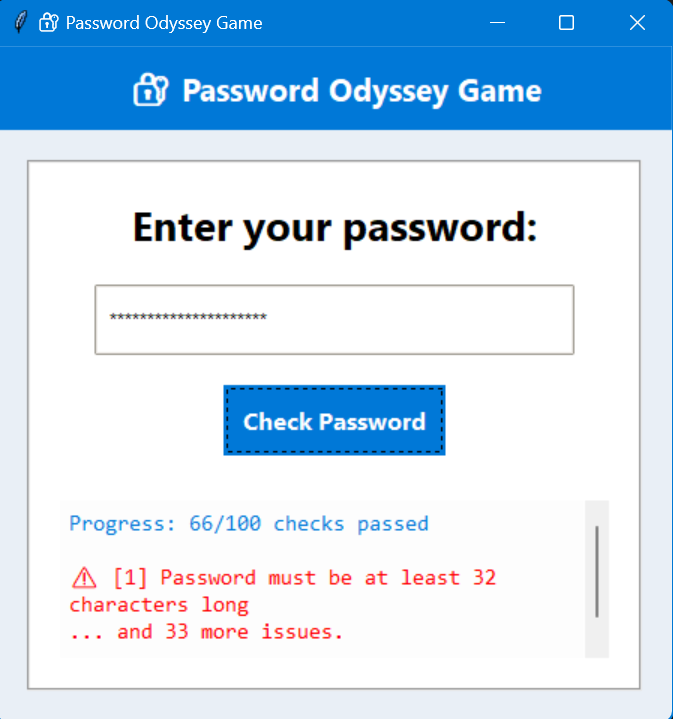 Password Odyssey Game
Password Odyssey Game
Enter your password:
*********************
Check Password
Progress: 66/100 checks passed
⚠ [1] Password must be at least 32
characters long
... and 33 more issues.